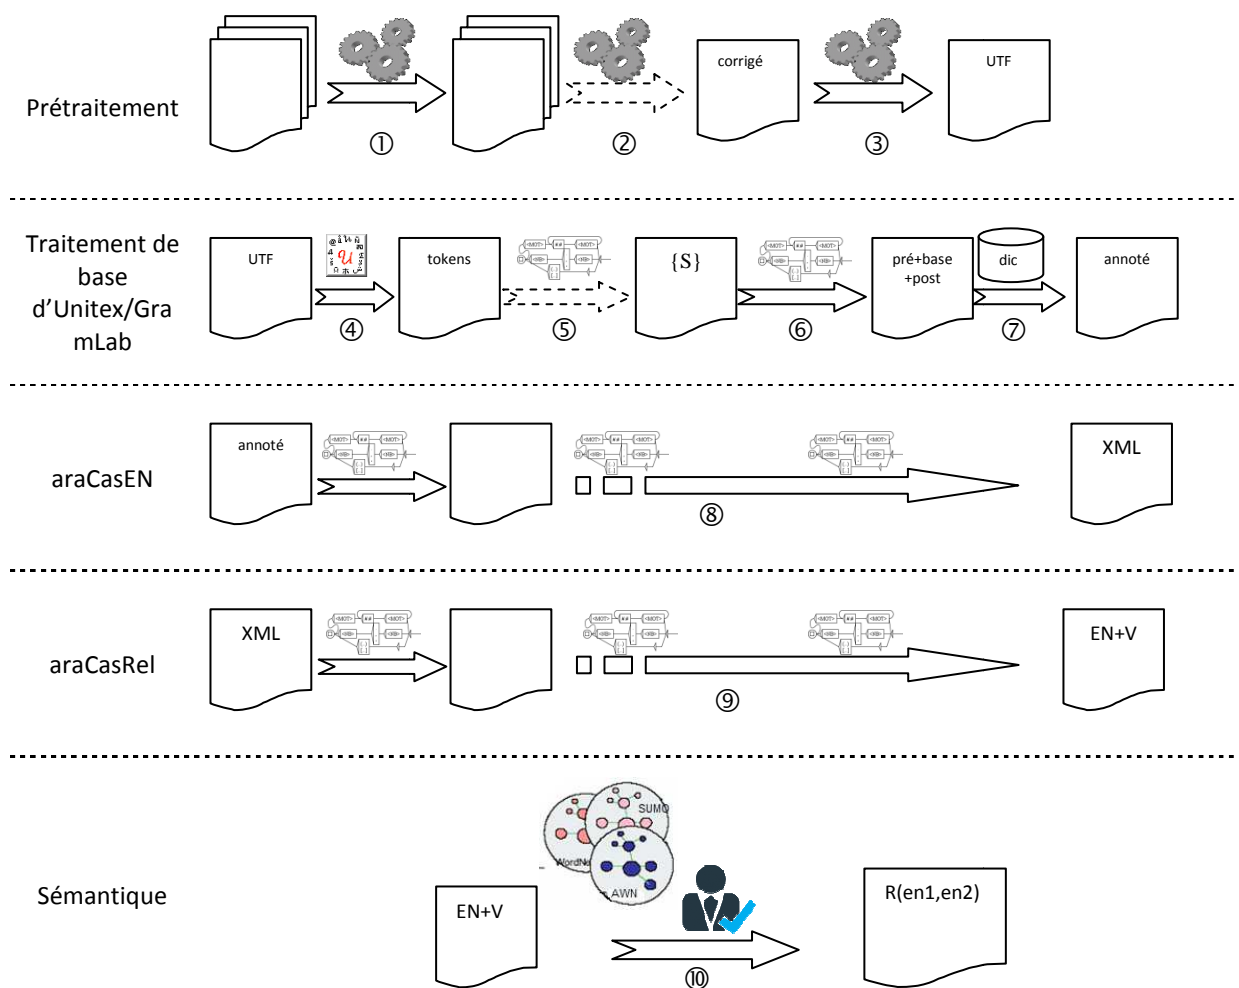 corrigé
UTF
Prétraitement
①
②
③
Traitement de
base
d'Unitex/Gra
mLab
UTF
tokens
{S}
pré+base
+post
dic
annoté
④
⑤
⑥
⑦
araCasEN
annoté
XML
⑧
araCasRel
XML
EN+V
⑨
Sémantique
SUMO
AWN
EN+V
R(en1,en2)
⑩